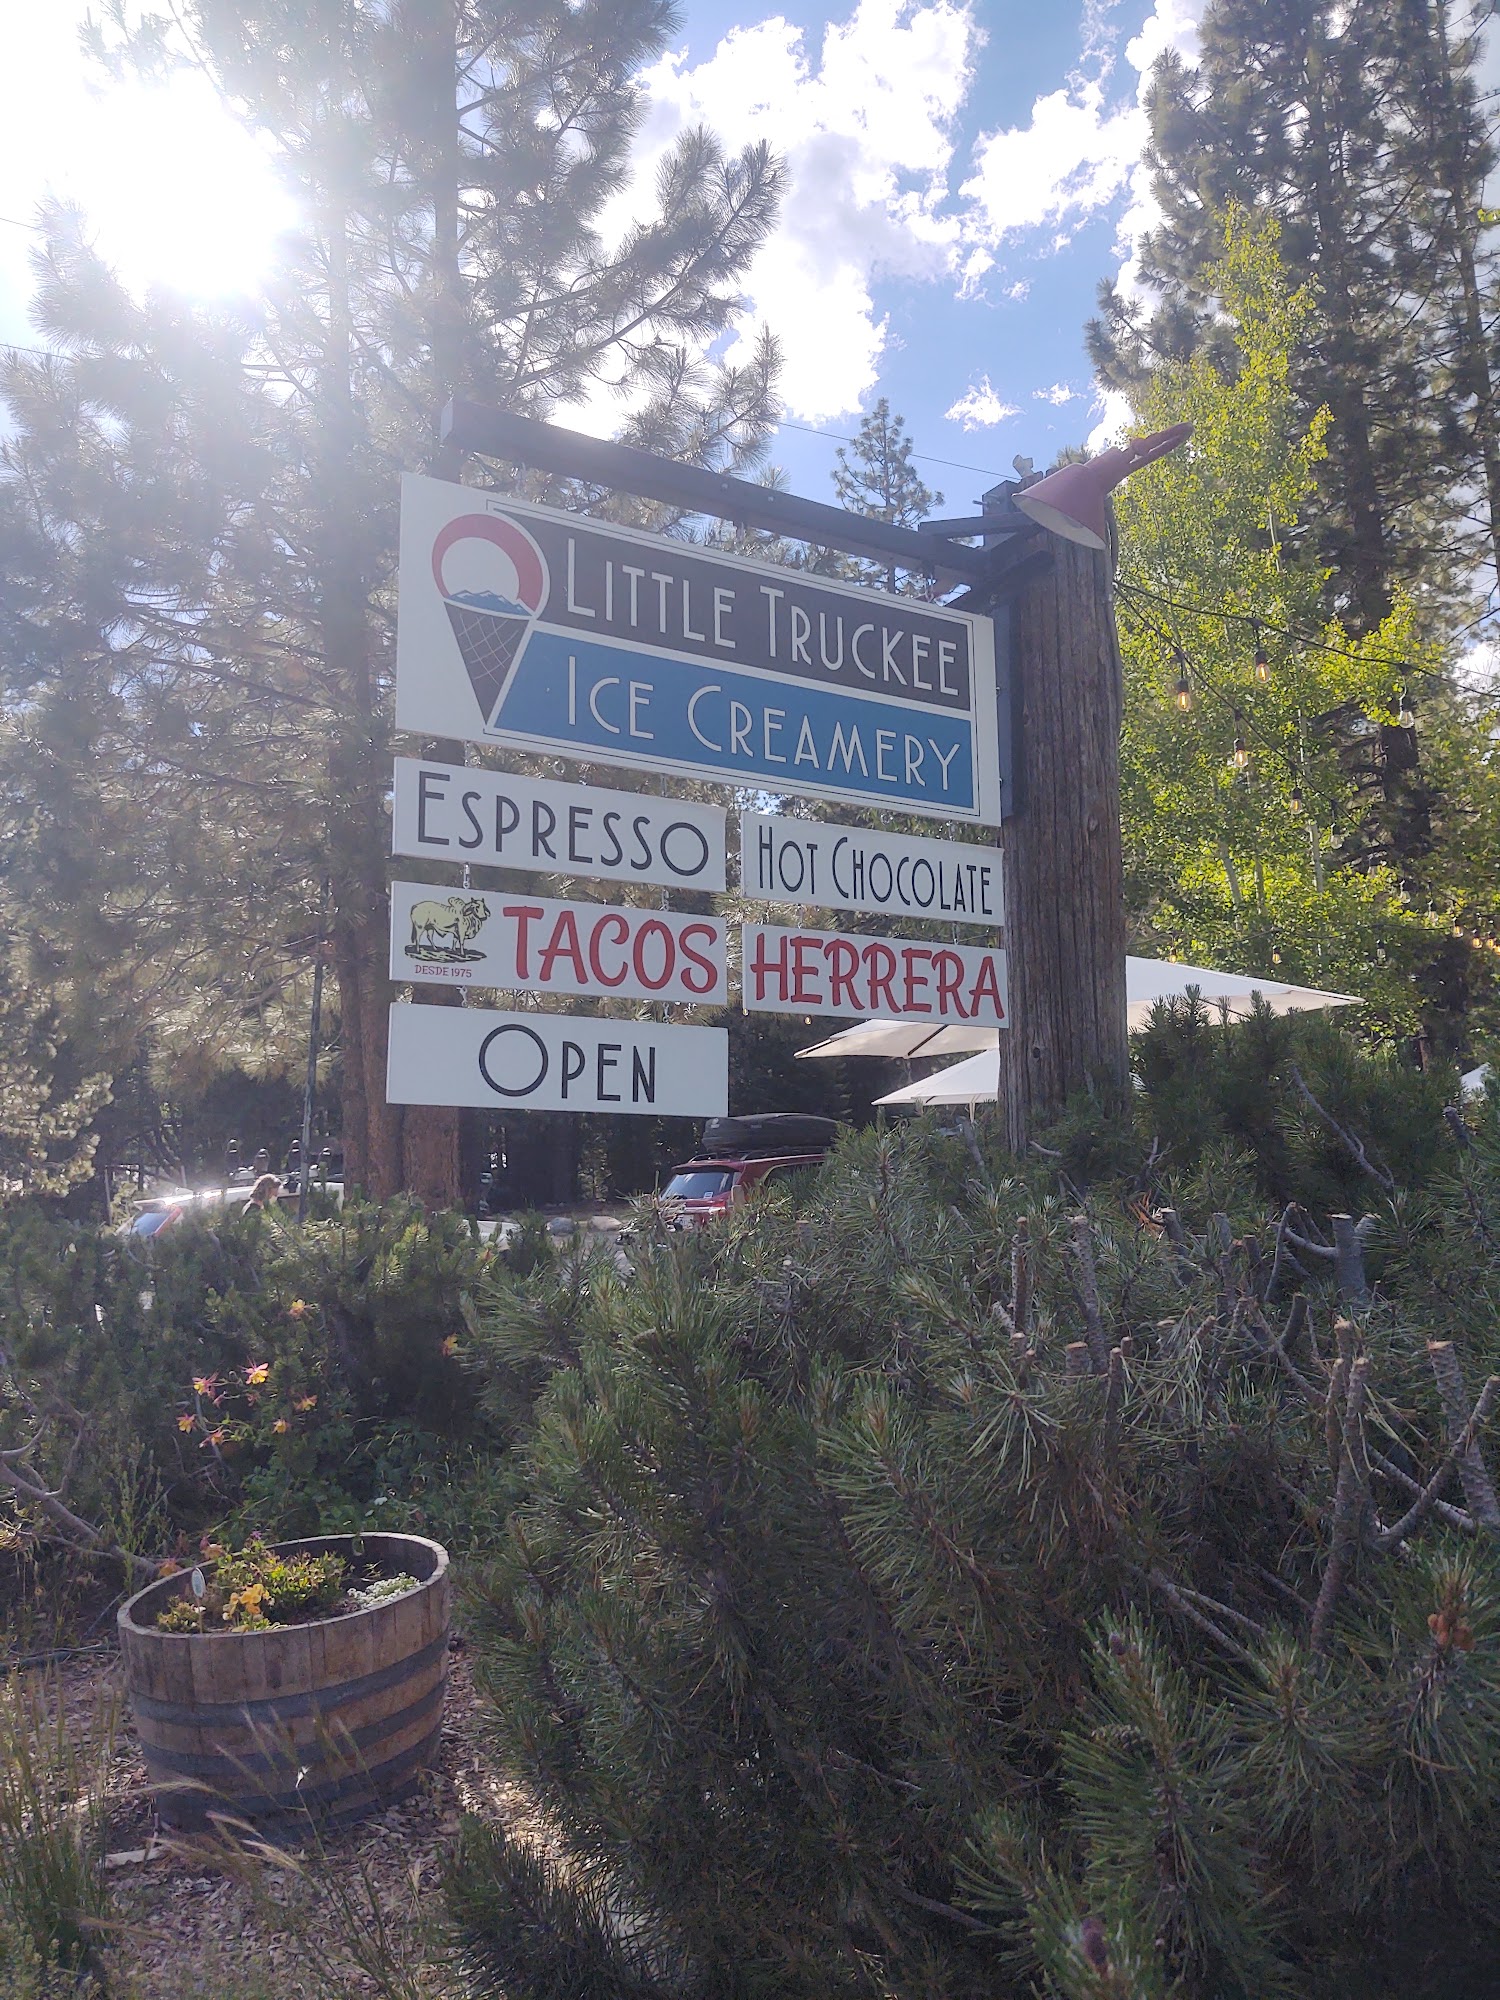 Little Truckee
Ice Creamery
Espresso
Hot Chocolate
TACOS
DESDE 1975
HERRERA
Open